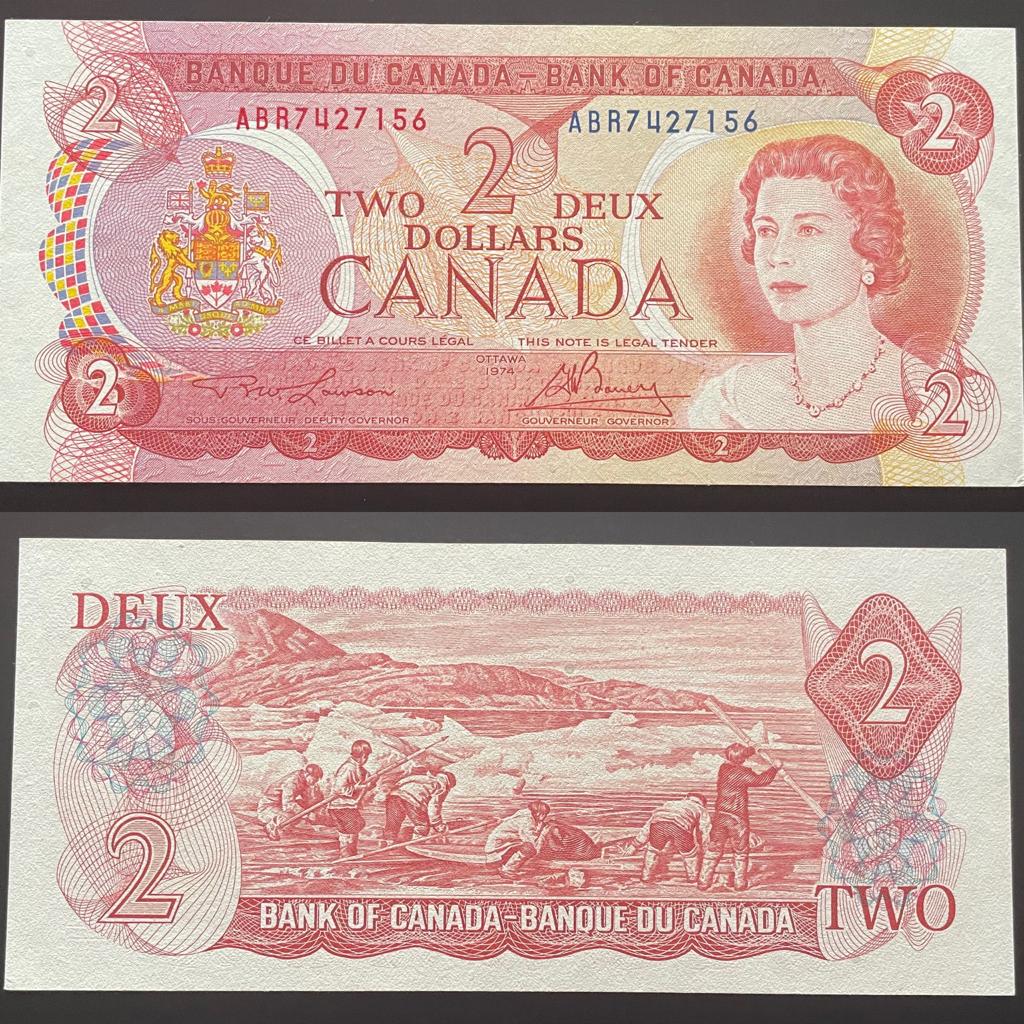 BANQUE DU CANADA – BANK OF CANADA
2
2
ABR7427156
ABR7427156
2
TWO DEUX
DOLLARS
CANADA
CE BILLET A COURS LÉGAL
THIS NOTE IS LEGAL TENDER
OTTAWA
1974
2
2
SOUS-GOUVERNEUR DEPUTY GOVERNOR
GOUVERNEUR GOVERNOR
2
2
DEUX
2
2
TWO
BANK OF CANADA-BANQUE DU CANADA